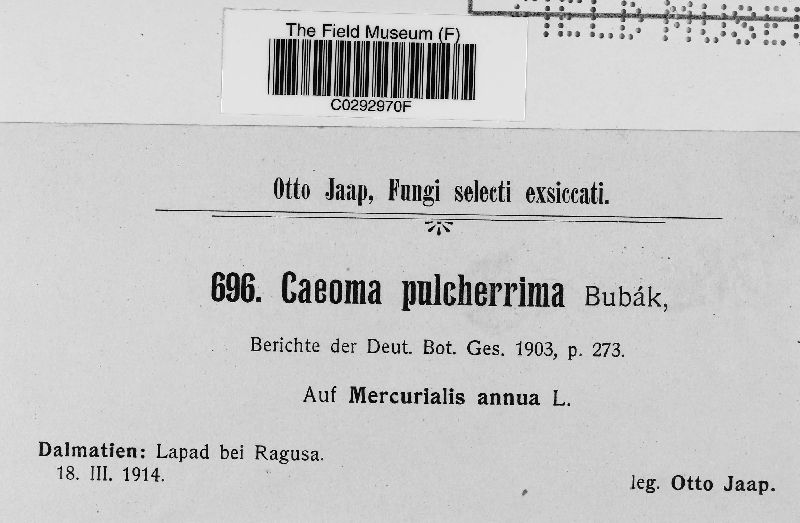 The Field Museum (F)
C0292970F
Otto Jaap, Fungi selecti exsiccati.
696. Caeoma pulcherrima Bubák,
Berichte der Deut. Bot. Ges. 1903, p. 273.
Auf Mercurialis annua L.
Dalmatien: Lapad bei Ragusa.
18. III. 1914.
leg. Otto Jaap.